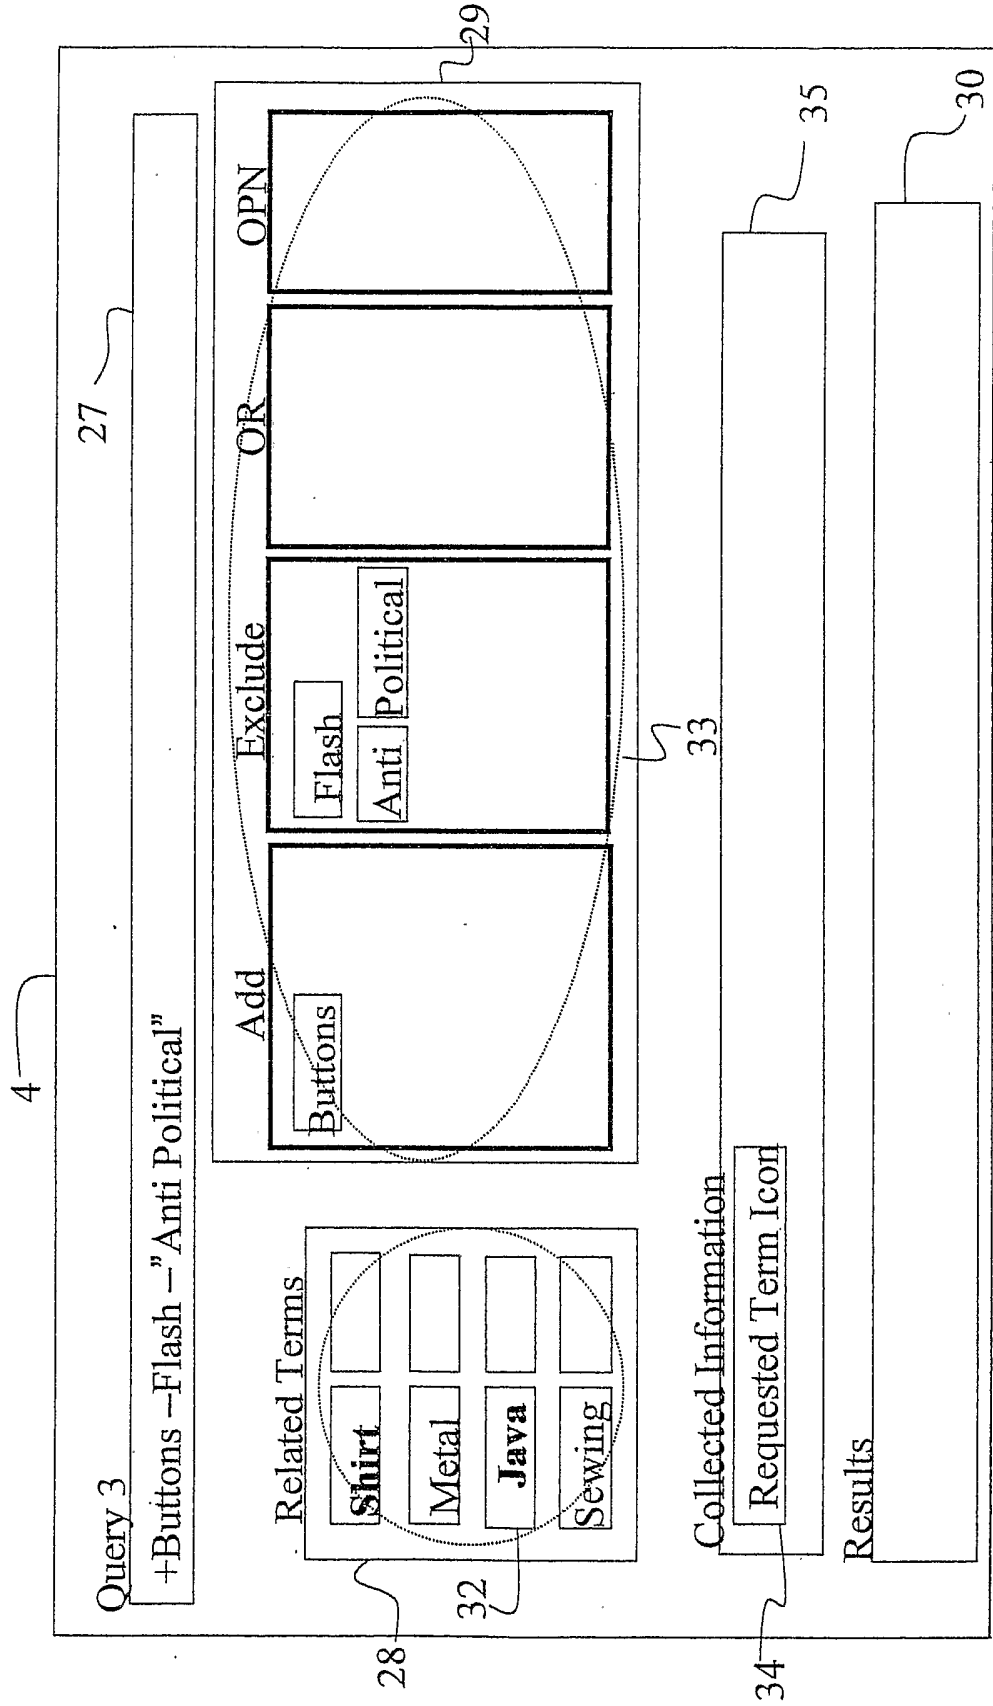 4
27
29
Query 3
+Buttons –Flash –”Anti Political”
Add
Exclude
OR
OPN
Buttons
Flash
Anti Political
Related Terms
Shirt
Metal
Java
Sewing
28
32
33
Collected Information
35
Requested Term Icon
34
Results
30